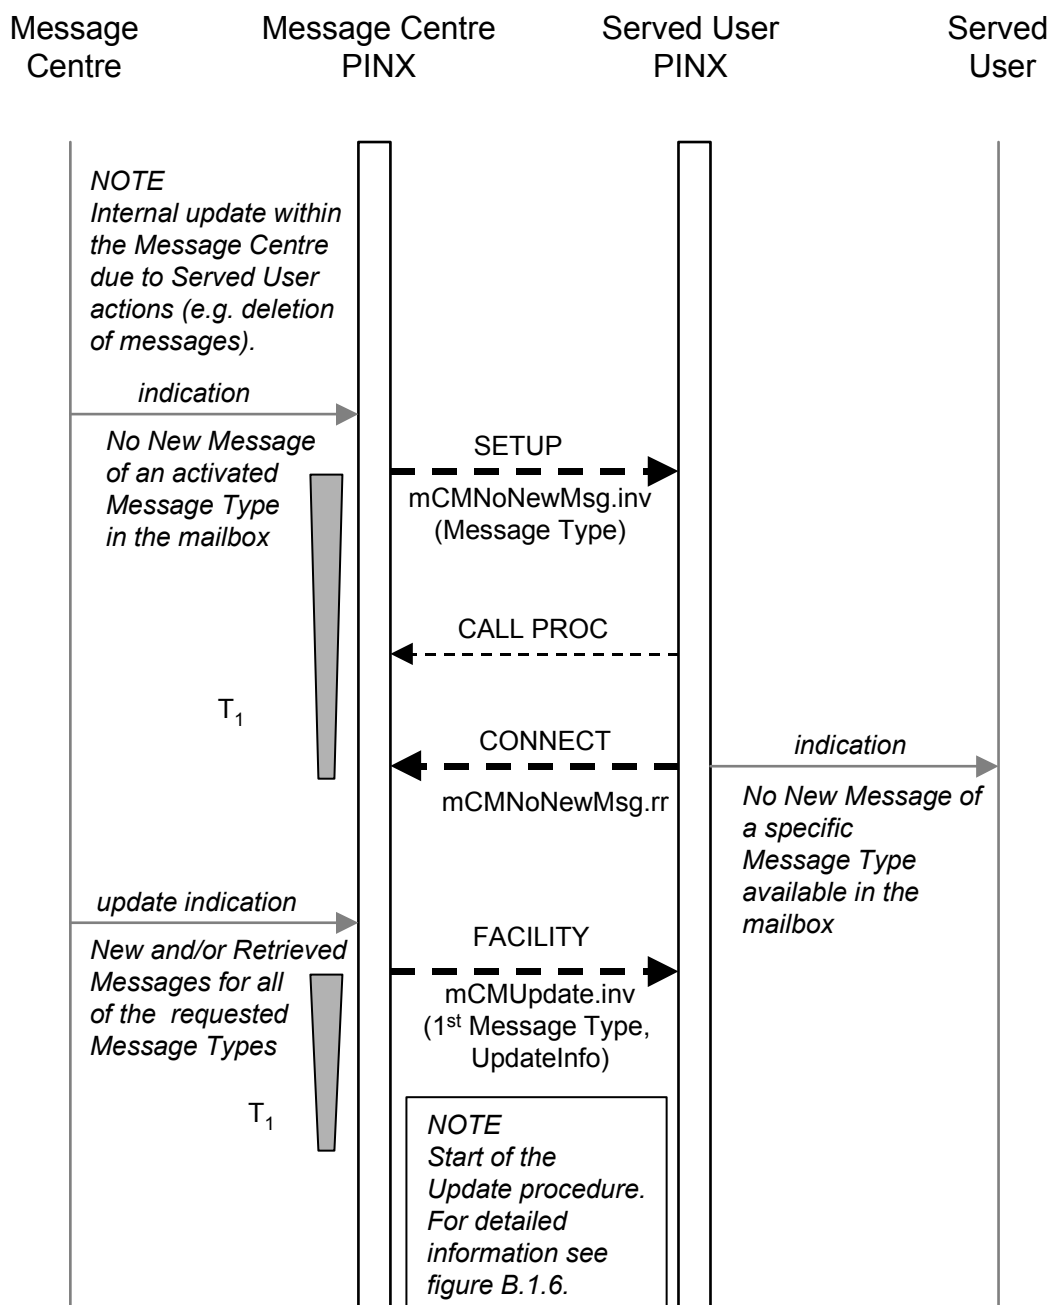 Message Centre
Message Centre PINX
Served User PINX
Served User
NOTE
Internal update within
the Message Centre
due to Served User
actions (e.g. deletion
of messages).
indication
No New Message
of an activated
Message Type
in the mailbox
SETUP
mCMNoNewMsg.inv
(Message Type)
CALL PROC
T1
CONNECT
mCMNoNewMsg.rr
indication
No New Message of
a specific
Message Type
available in the
mailbox
update indication
New and/or Retrieved
Messages for all
of the requested
Message Types
FACILITY
mCMUpdate.inv
(1st Message Type,
UpdateInfo)
T1
NOTE
Start of the
Update procedure.
For detailed
information see
figure B.1.6.